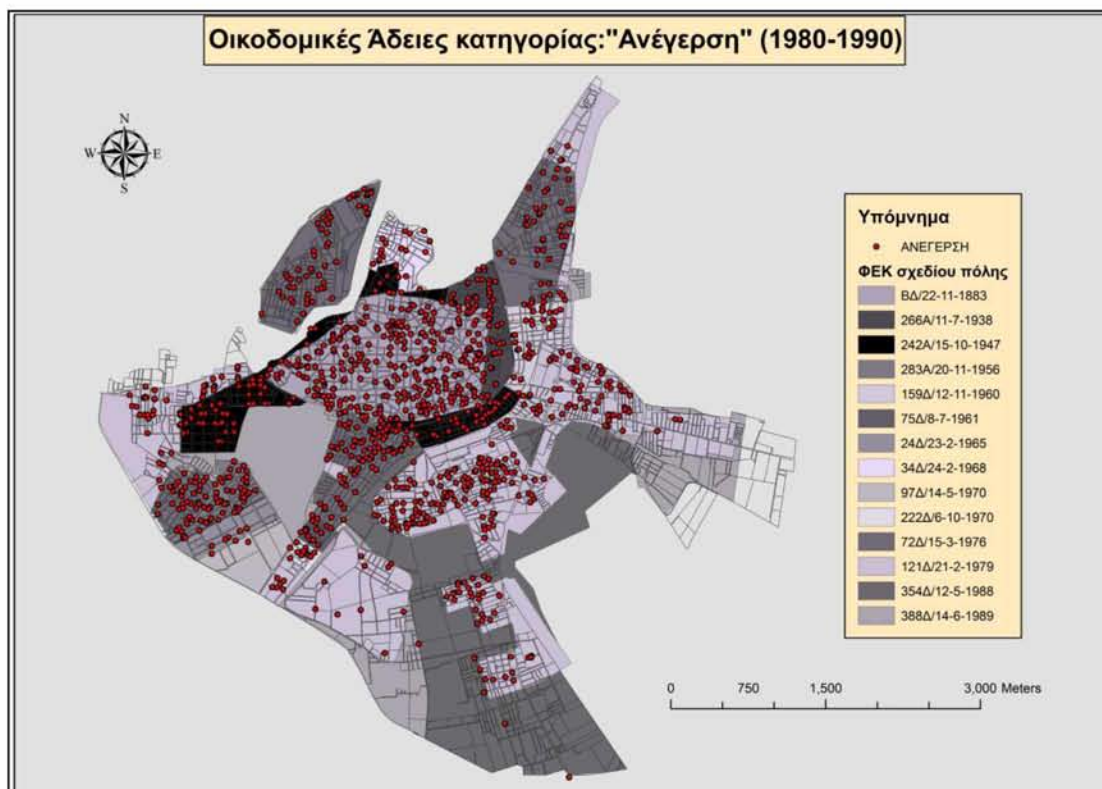 Οικοδομικές Άδειες κατηγορίας:"Ανέγερση" (1980-1990)
N
W E
S
Υπόμνημα
ΑΝΕΓΕΡΣΗ
ΦΕΚ σχεδίου πόλης
ΒΔ/22-11-1883
266Α/11-7-1938
242Α/15-10-1947
283Α/20-11-1956
159Δ/12-11-1960
75Δ/8-7-1961
24Δ/23-2-1965
34Δ/24-2-1968
97Δ/14-5-1970
222Δ/6-10-1970
72Δ/15-3-1976
121Δ/21-2-1979
354Δ/12-5-1988
388Δ/14-6-1989
0 750 1,500 3,000 Meters